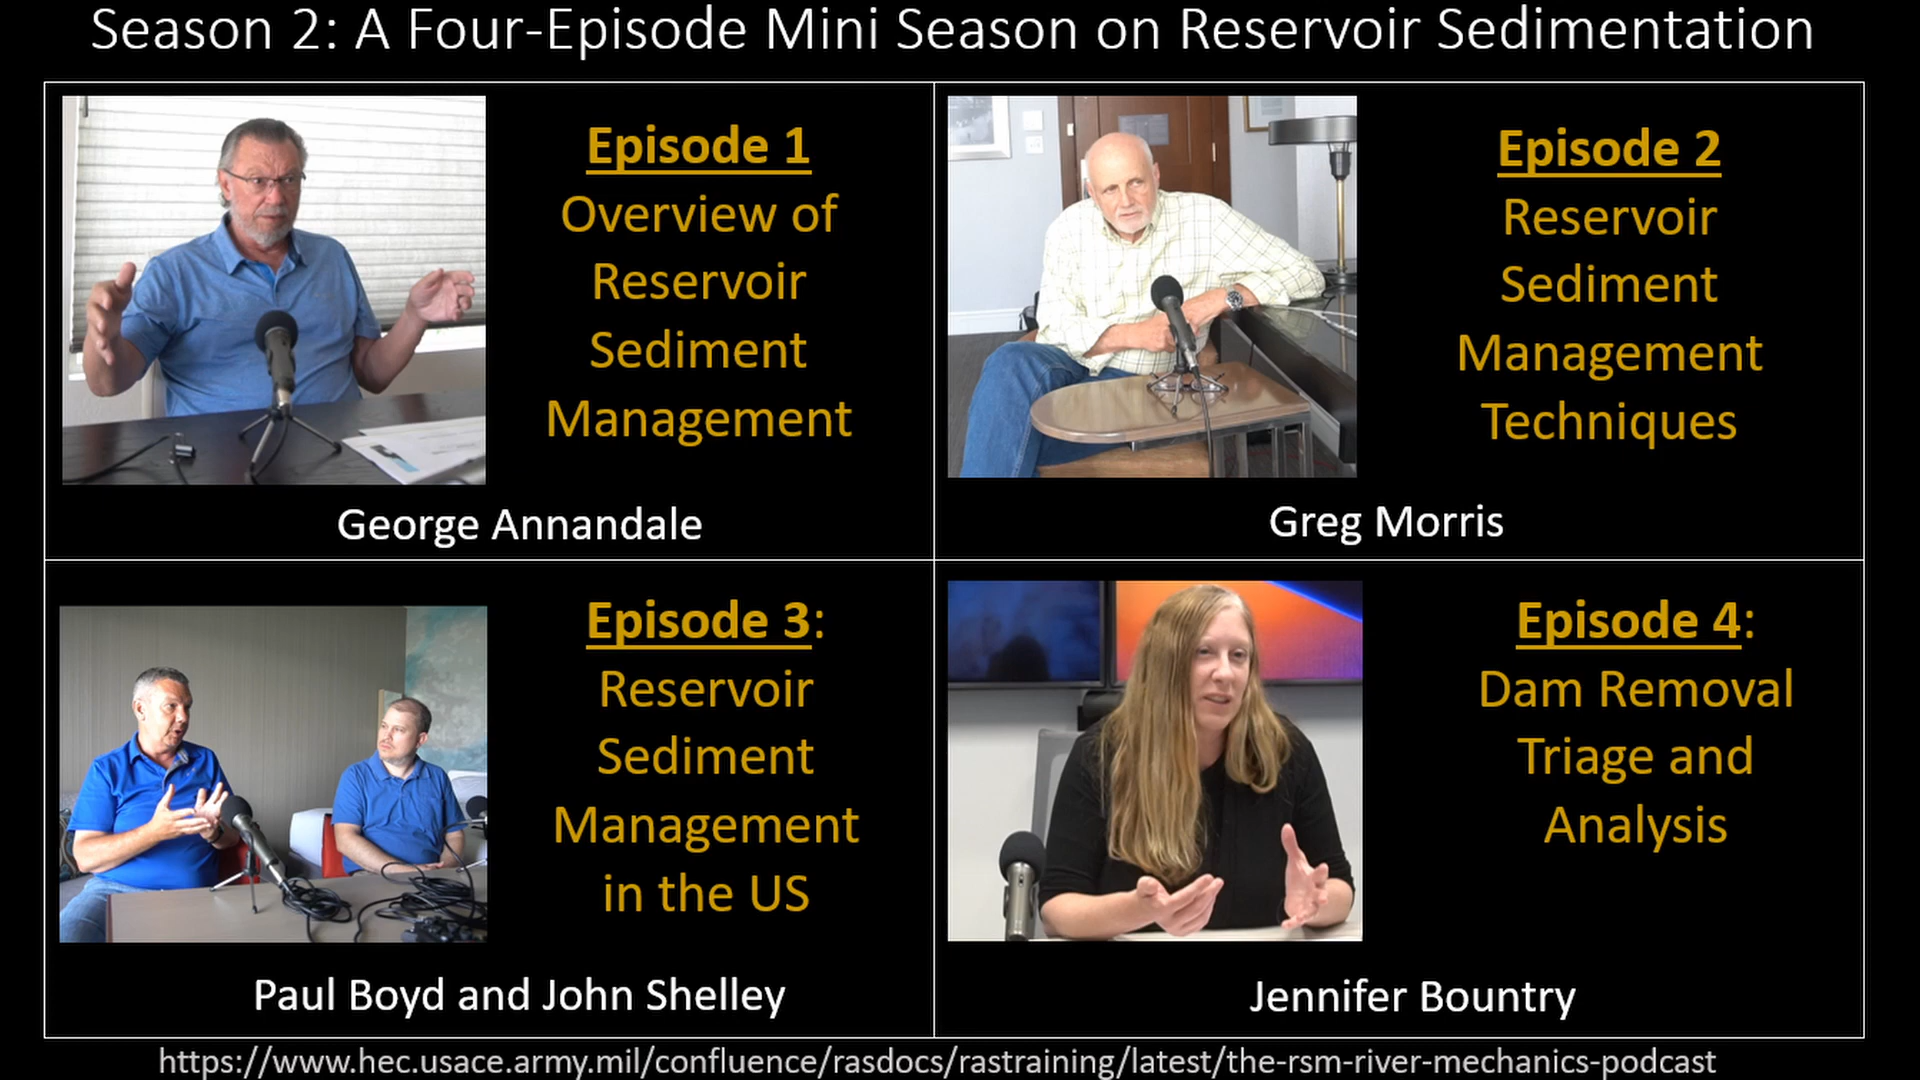 Season 2: A Four-Episode Mini Season on Reservoir Sedimentation
Episode 1
Overview of
Reservoir
Sediment
Management
George Annandale
Episode 2
Reservoir
Sediment
Management
Techniques
Greg Morris
Episode 3:
Reservoir
Sediment
Management
in the US
Paul Boyd and John Shelley
Episode 4:
Dam Removal
Triage and
Analysis
Jennifer Bountry
https://www.hec.usace.army.mil/confluence/rasdocs/rastraining/latest/the-rsm-river-mechanics-podcast